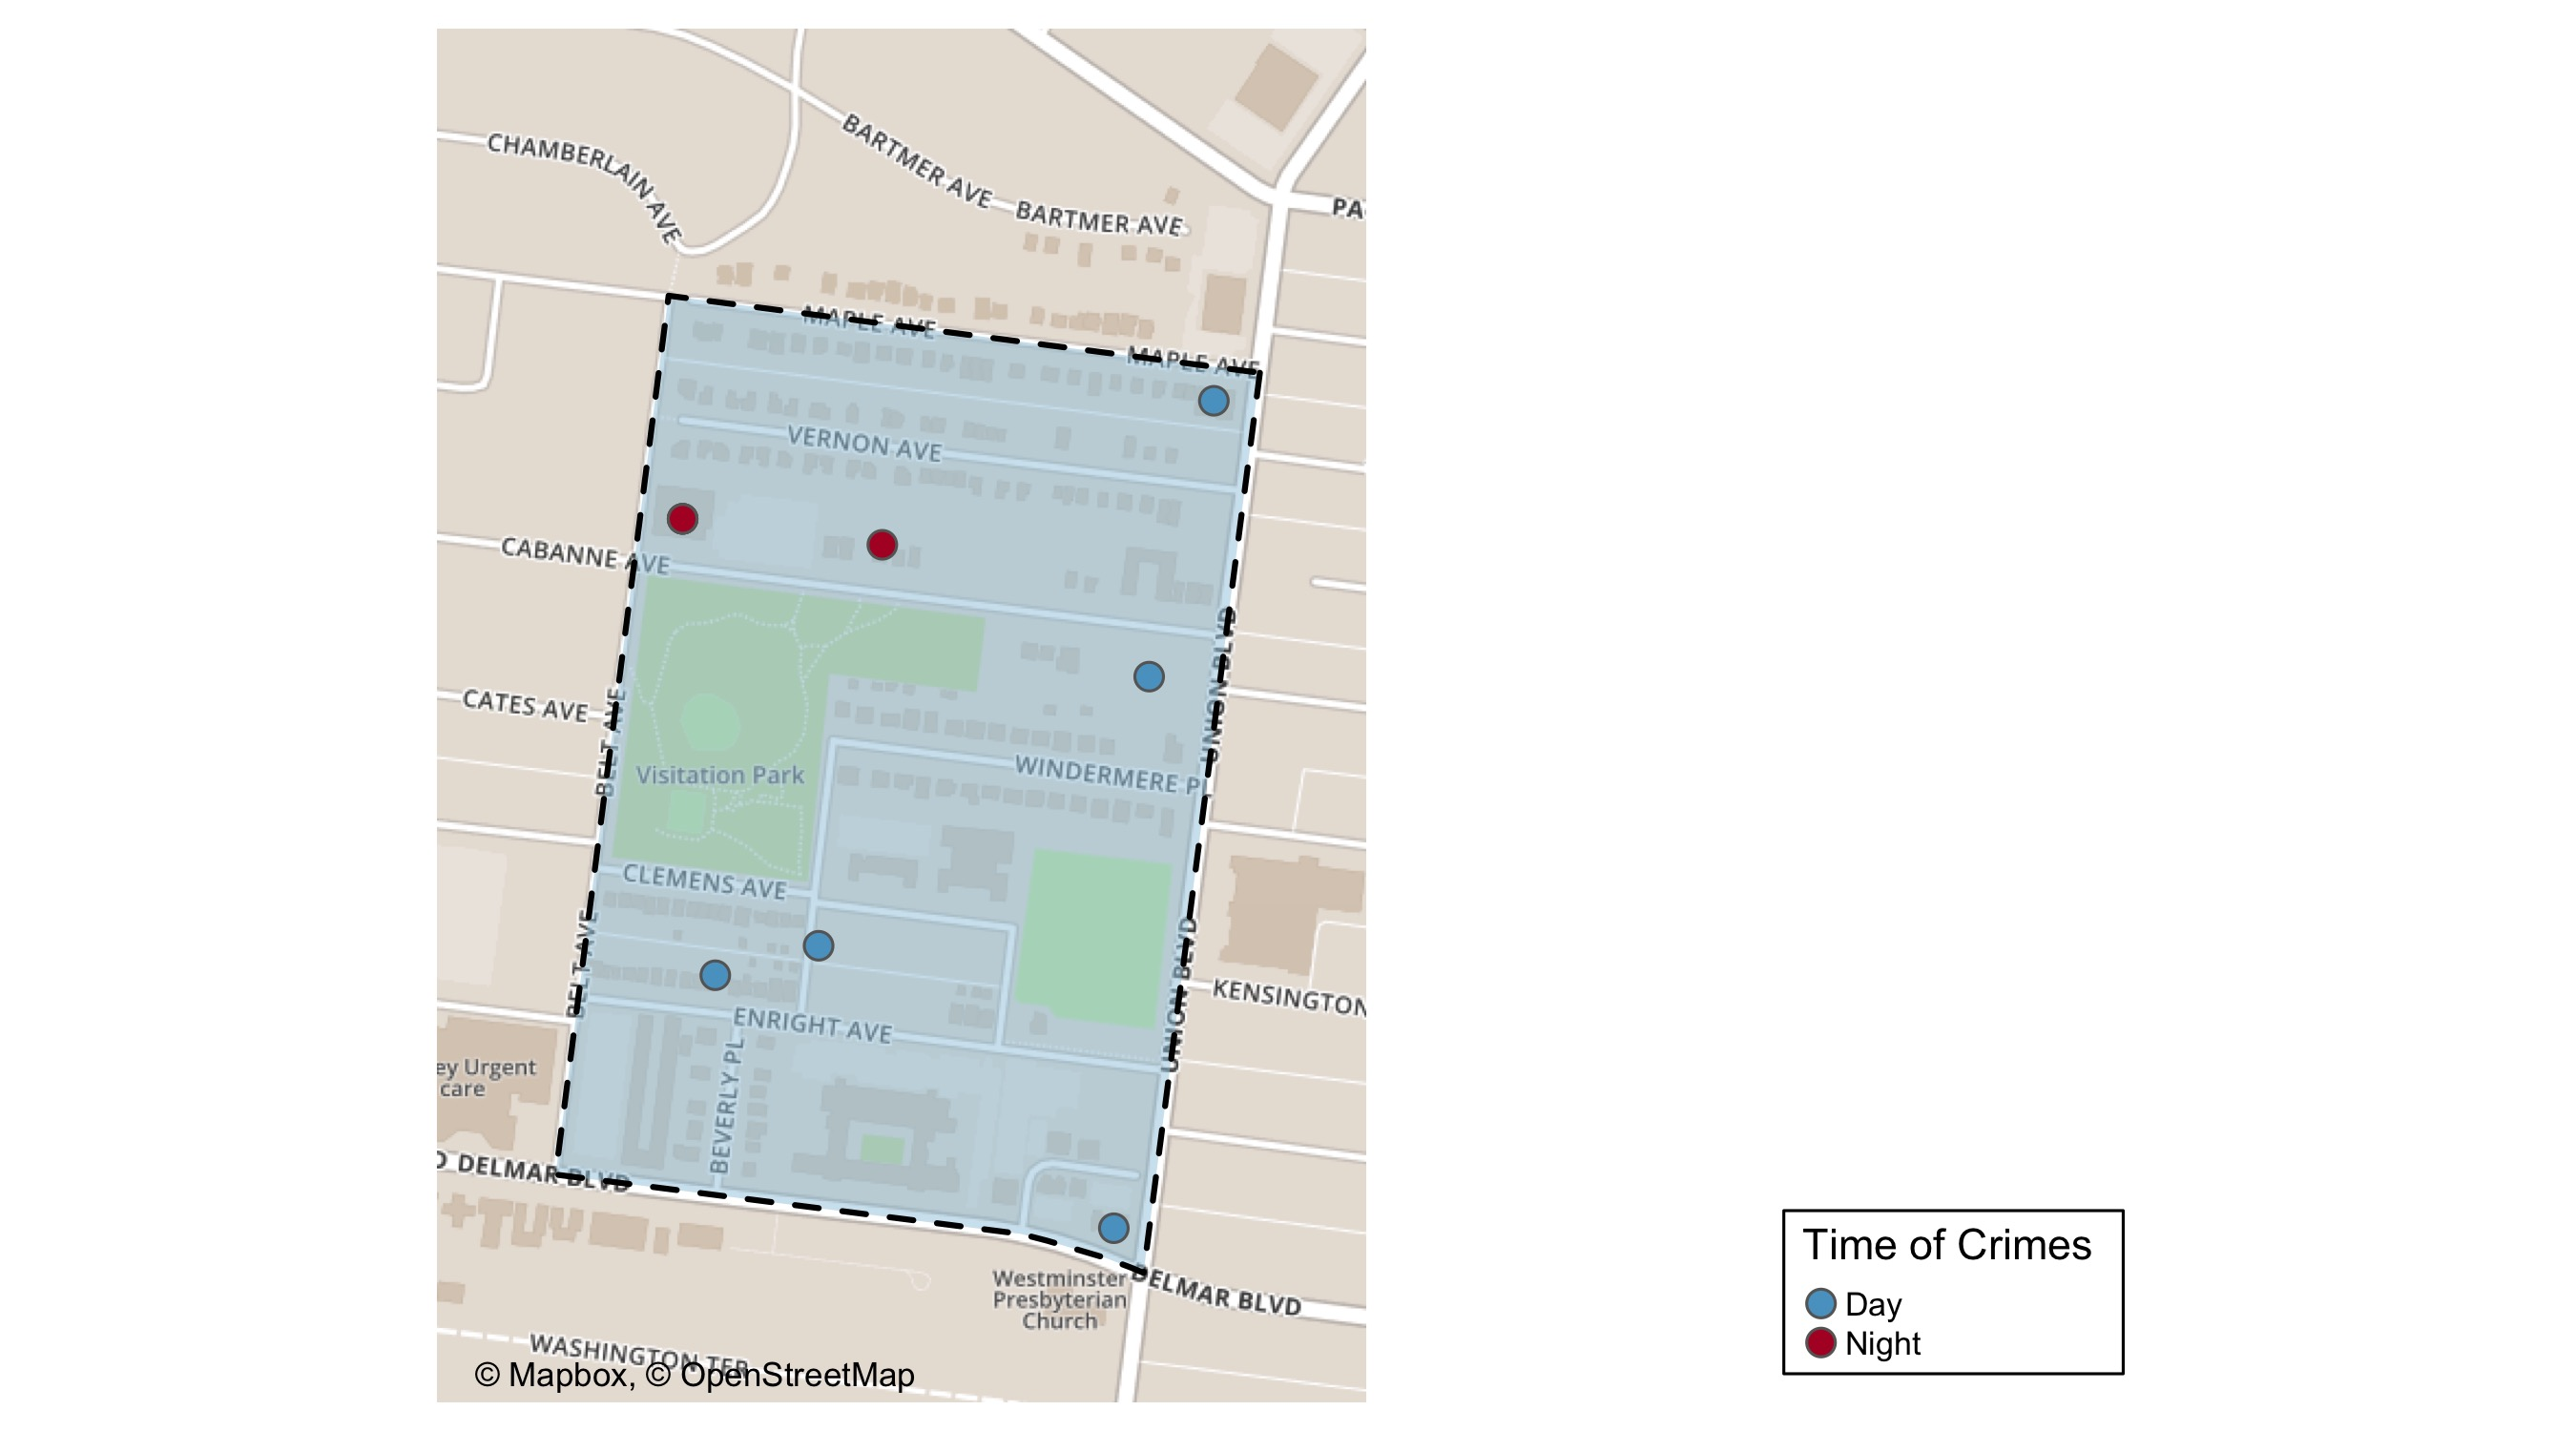 CHAMBERLAIN AVE
BARTMER AVE
BARTMER AVE
MAPLE AVE
MAPLE AVE
VERNON AVE
CABANNE AVE
CATES AVE
BELT AVE
UNION BLVD
Visitation Park
WINDERMERE PL
CLEMENS AVE
BELT AVE
UNION BLVD
KENSINGTON
ENRIGHT AVE
BEVERLY PL
ey Urgent
care
DELMAR BLVD
Westminster
Presbyterian
Church
DELMAR BLVD
WASHINGTON TER
© Mapbox, © OpenStreetMap
Time of Crimes
Day
Night